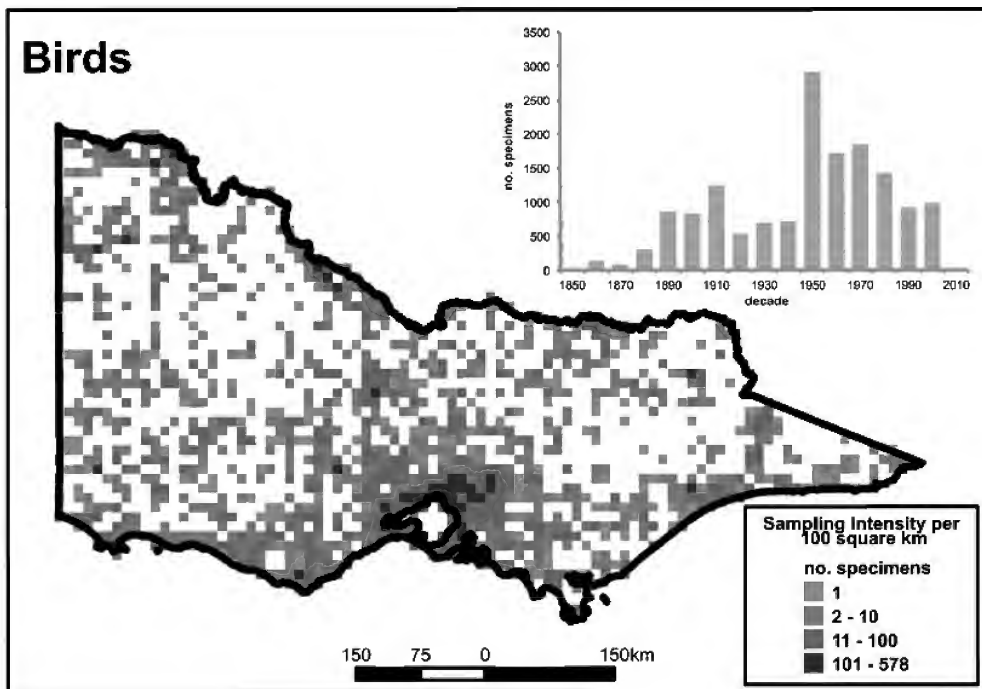 Birds
3500
3000
2500
2000
1500
1000
500
0
no. specimens
1850 1870 1890 1910 1930 1950 1970 1990 2010
decade
Sampling Intensity per
100 square km
no. specimens
1
2 - 10
11 - 100
101 - 578
150 75 0 150km